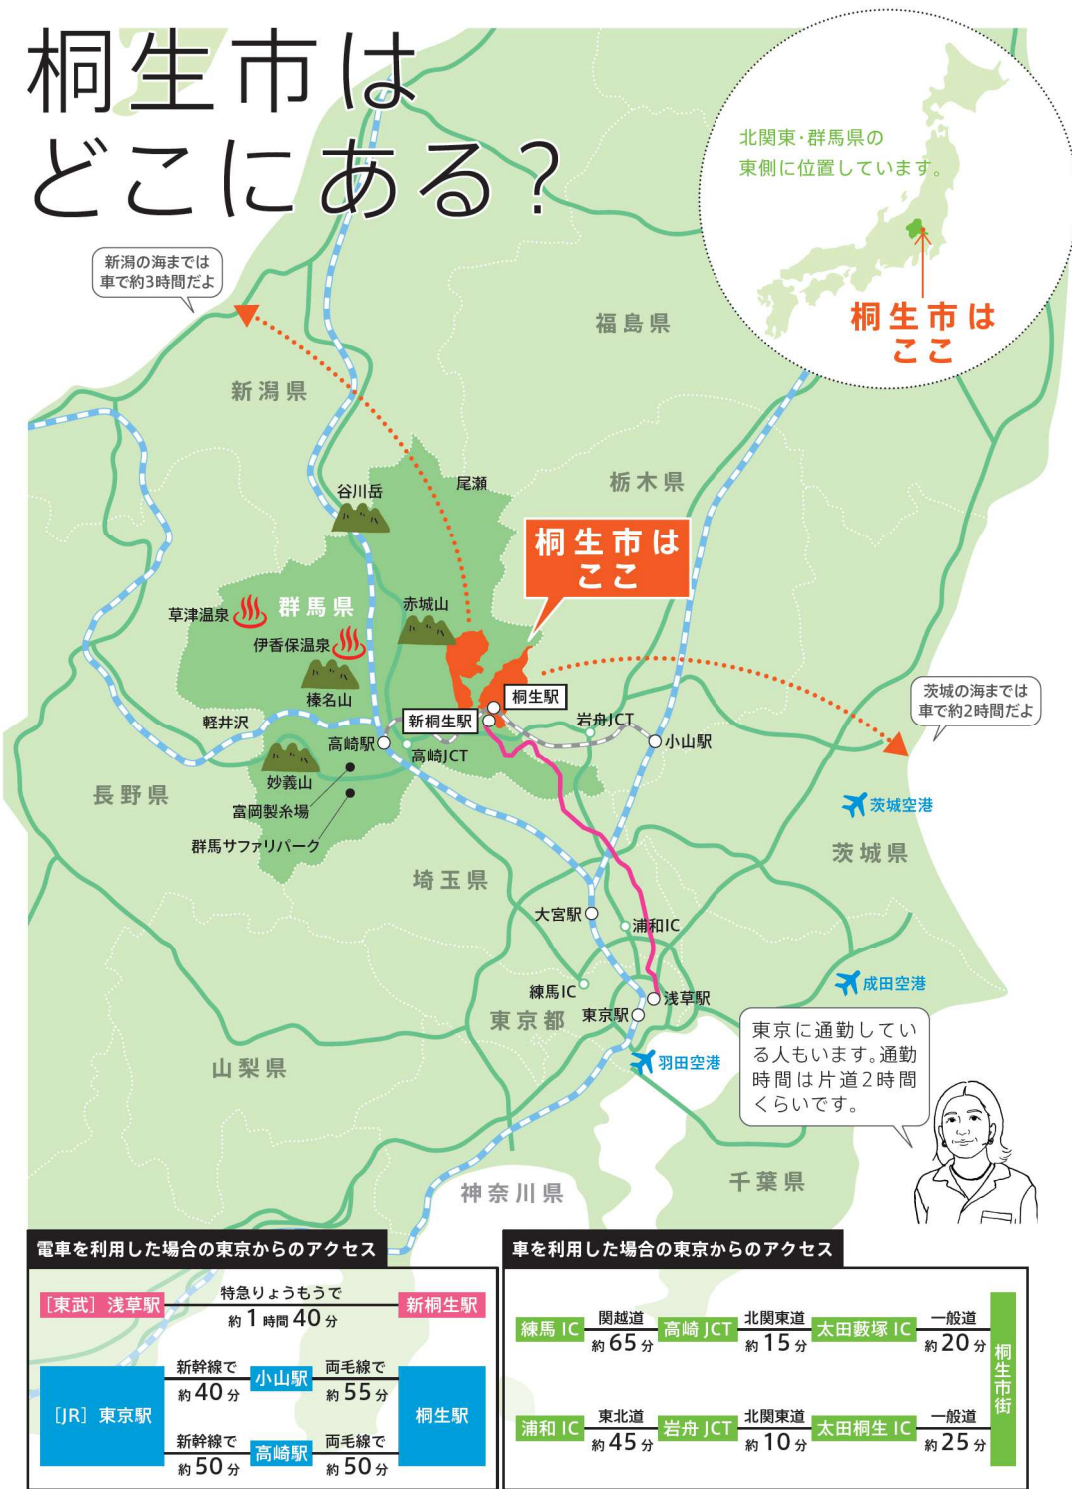 桐生市は
どこにある？
北関東・群馬県の
東側に位置しています。
桐生市は
ここ
新潟の海までは
車で約3時間だよ
福島県
新潟県
栃木県
谷川岳
尾瀬
桐生市は
ここ
草津温泉
群馬県
赤城山
伊香保温泉
榛名山
桐生駅
新桐生駅
岩舟JCT
小山駅
茨城の海までは
車で約2時間だよ
軽井沢
高崎駅
高崎JCT
妙義山
長野県
富岡製糸場
群馬サファリパーク
茨城空港
茨城県
埼玉県
大宮駅
浦和IC
練馬IC
浅草駅
東京駅
東京都
成田空港
羽田空港
山梨県
東京に通勤してい
る人もいます。通勤
時間は片道2時間
くらいです。
千葉県
神奈川県
電車を利用した場合の東京からのアクセス
［東武］浅草駅 特急りょうもうで 約1時間40分 新桐生駅
［JR］東京駅
新幹線で 約40分 小山駅 両毛線で 約55分
桐生駅
新幹線で 約50分 高崎駅 両毛線で 約50分
車を利用した場合の東京からのアクセス
練馬 IC 関越道 約65分 高崎 JCT 北関東道 約15分 太田藪塚 IC 一般道 約20分
桐生市街
浦和 IC 東北道 約45分 岩舟 JCT 北関東道 約10分 太田桐生 IC 一般道 約25分